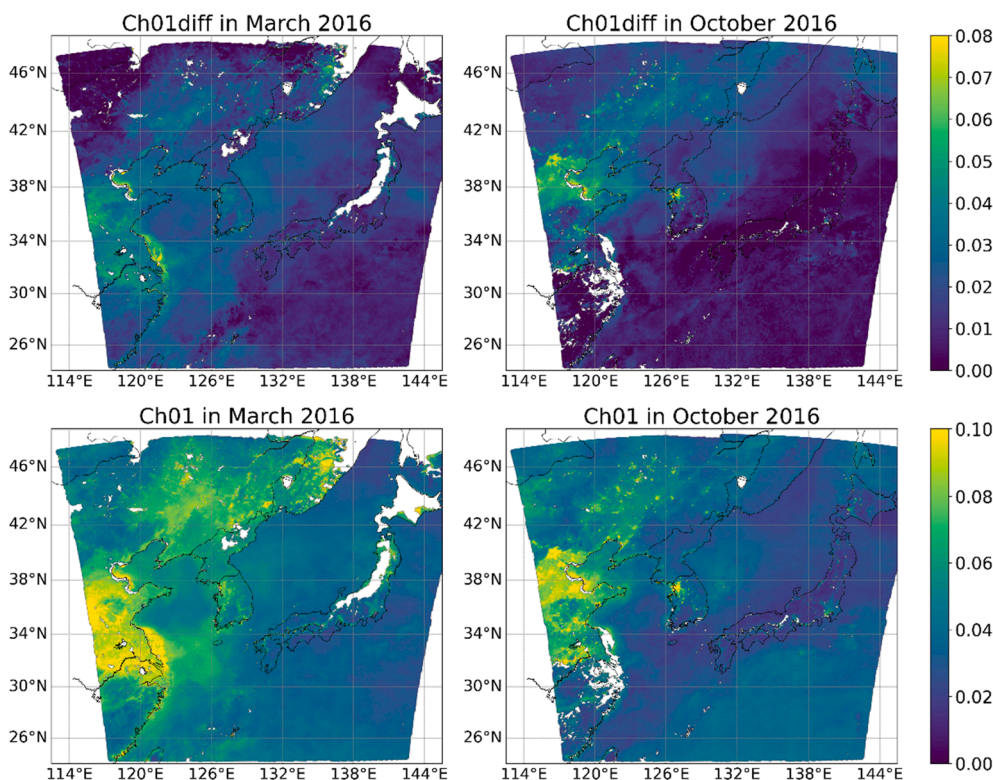 Ch01diff in March 2016
Ch01diff in October 2016
46°N
42°N
38°N
34°N
30°N
26°N
114°E 120°E 126°E 132°E 138°E 144°E
46°N
42°N
38°N
34°N
30°N
26°N
114°E 120°E 126°E 132°E 138°E 144°E
0.08
0.07
0.06
0.05
0.04
0.03
0.02
0.01
0.00
Ch01 in March 2016
Ch01 in October 2016
46°N
42°N
38°N
34°N
30°N
26°N
114°E 120°E 126°E 132°E 138°E 144°E
46°N
42°N
38°N
34°N
30°N
26°N
114°E 120°E 126°E 132°E 138°E 144°E
0.10
0.08
0.06
0.04
0.02
0.00